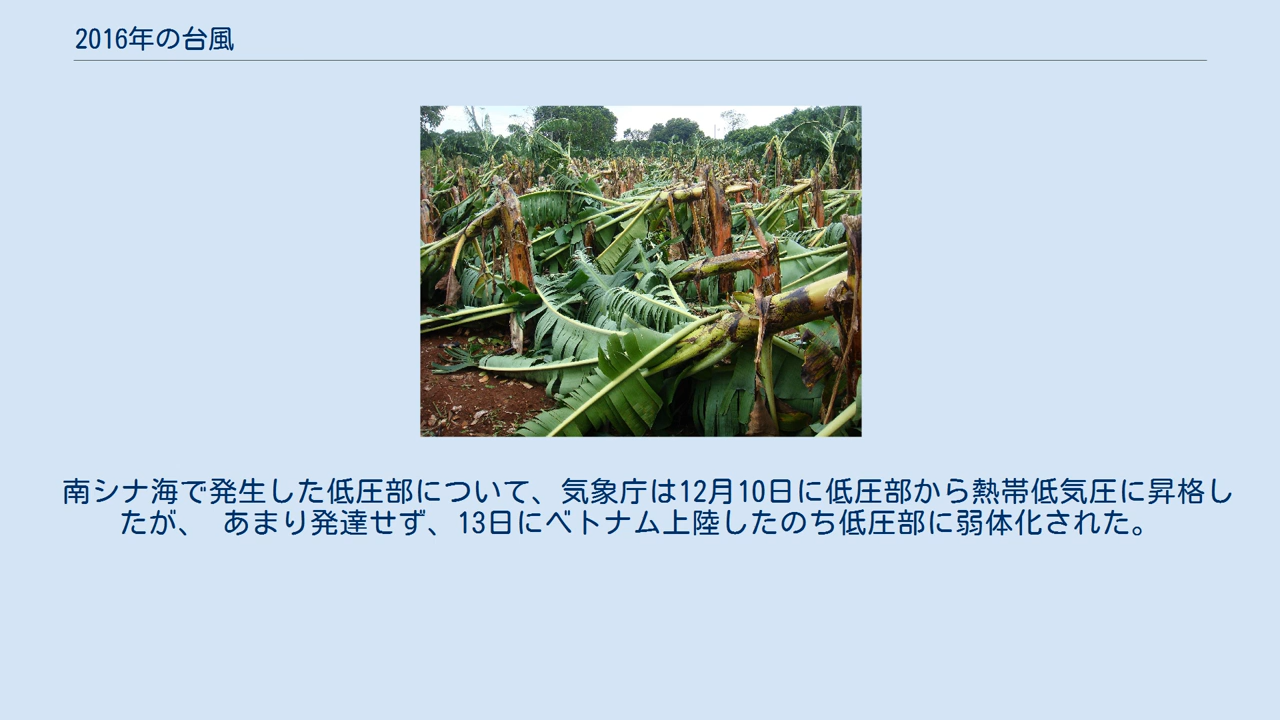 2016年の台風
南シナ海で発生した低圧部について、気象庁は12月10日に低圧部から熱帯低気圧に昇格し
たが、 あまり発達せず、13日にベトナム上陸したのち低圧部に弱体化された。